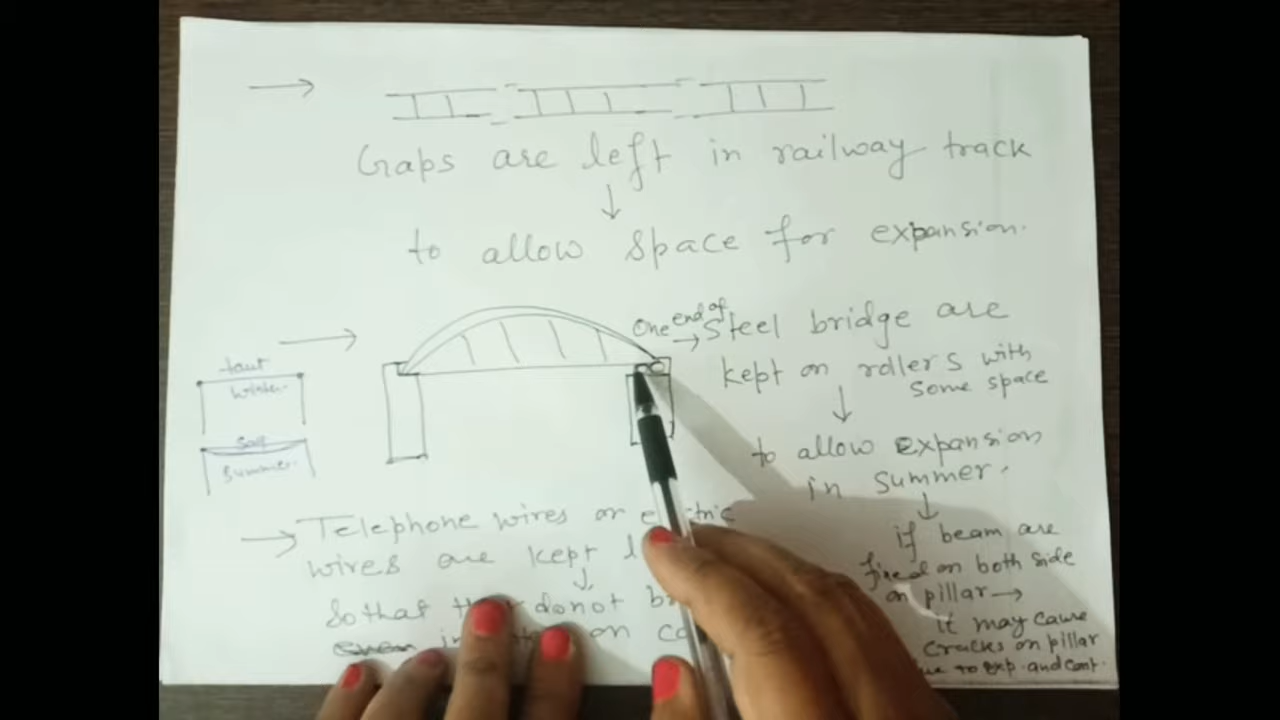 Gaps are left in railway track
↓
to allow space for expansion.
One end of
→ Steel bridge are
kept on rollers with
some space
↓
to allow Expansion
in summer.
↓
if beam are
fixed on both side
on pillar →
it may cause
cracks on pillar
due to exp. and cont.
taut
winter
sag
summer
→ Telephone wires or electric
wires are kept
↓
So that they donot
on